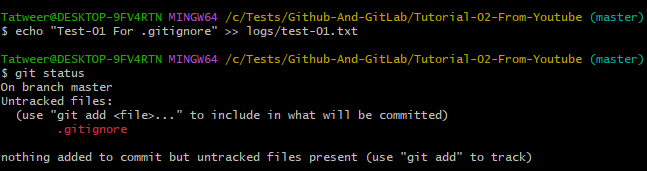 Tatweer@DESKTOP-9FV4RTN MINGW64 /c/Tests/Github-And-GitLab/Tutorial-02-From-Youtube (master)
$ echo "Test-01 For .gitignore" >> logs/test-01.txt
Tatweer@DESKTOP-9FV4RTN MINGW64 /c/Tests/Github-And-GitLab/Tutorial-02-From-Youtube (master)
$ git status
On branch master
Untracked files:
  (use "git add <file>..." to include in what will be committed)
        .gitignore
nothing added to commit but untracked files present (use "git add" to track)